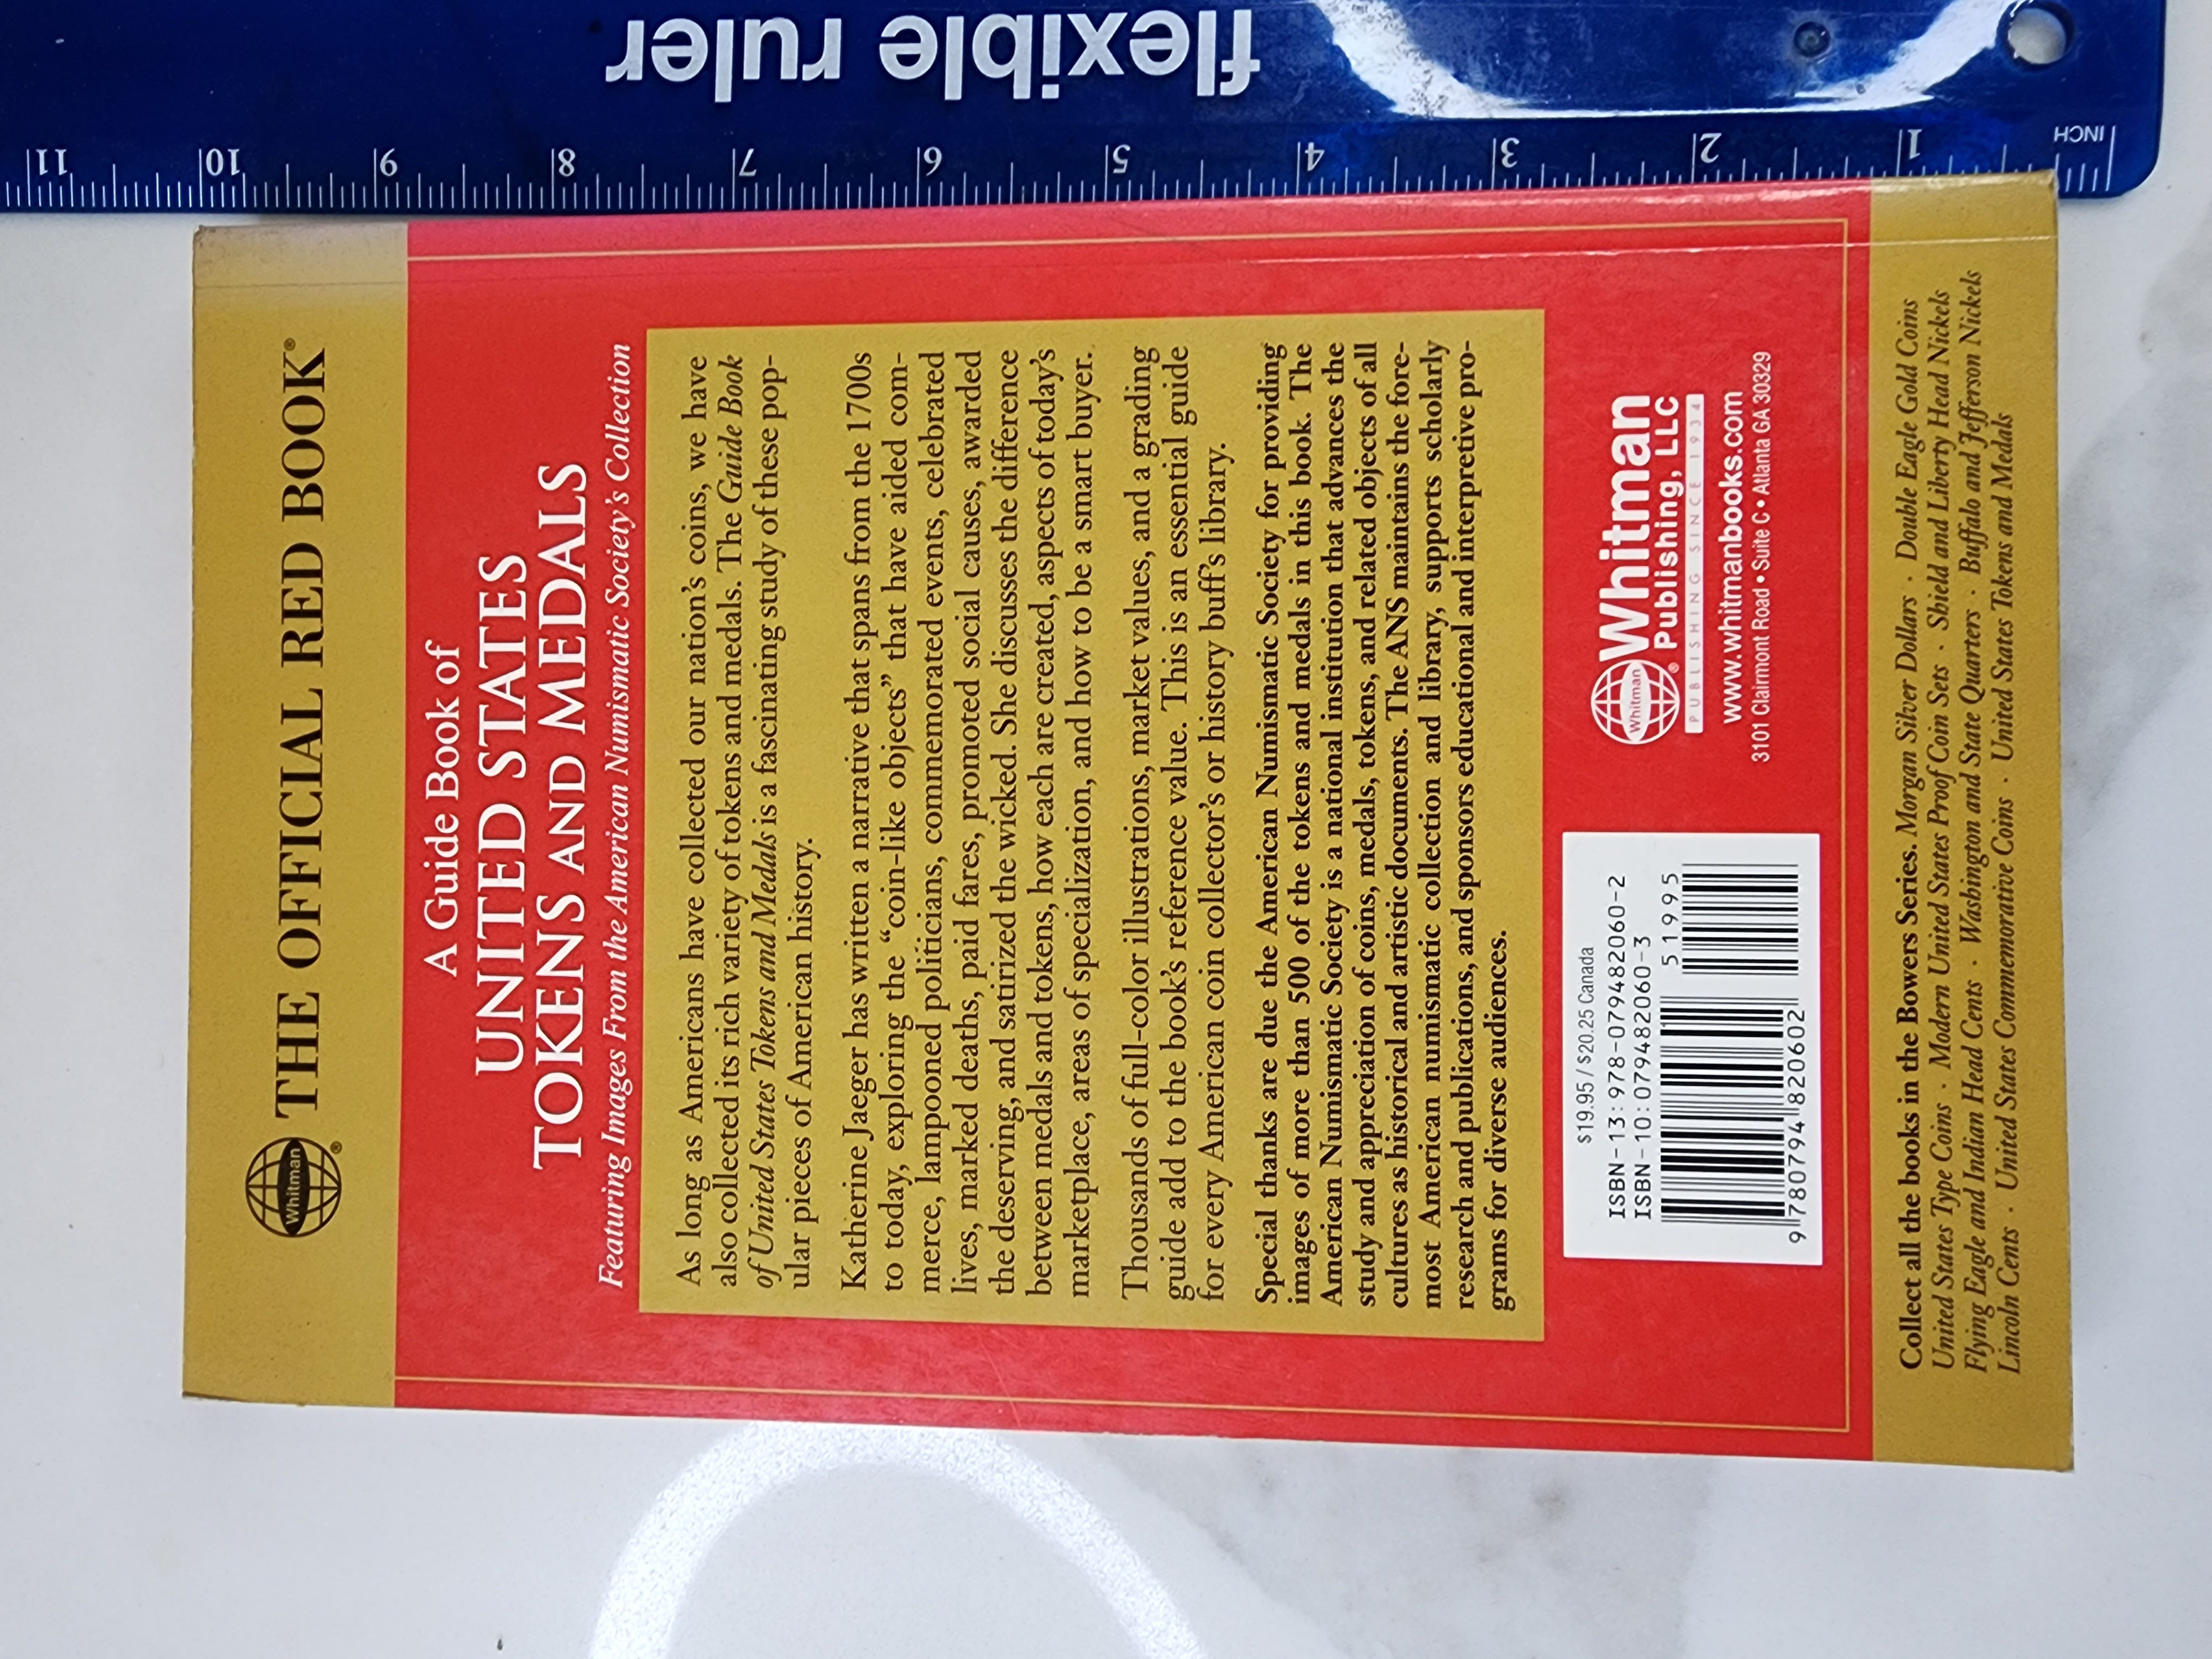 flexible ruler
INCH
1
2
3
4
5
6
7
8
9
10
11
Whitman® THE OFFICIAL RED BOOK®
A Guide Book of
UNITED STATES
TOKENS AND MEDALS
Featuring Images From the American Numismatic Society's Collection
As long as Americans have collected our nation's coins, we have
also collected its rich variety of tokens and medals. The Guide Book
of United States Tokens and Medals is a fascinating study of these pop-
ular pieces of American history.
Katherine Jaeger has written a narrative that spans from the 1700s
to today, exploring the “coin-like objects” that have aided com-
merce, lampooned politicians, commemorated events, celebrated
lives, marked deaths, paid fares, promoted social causes, awarded
the deserving, and satirized the wicked. She discusses the difference
between medals and tokens, how each are created, aspects of today's
marketplace, areas of specialization, and how to be a smart buyer.
Thousands of full-color illustrations, market values, and a grading
guide add to the book's reference value. This is an essential guide
for every American coin collector's or history buff's library.
Special thanks are due the American Numismatic Society for providing
images of more than 500 of the tokens and medals in this book. The
American Numismatic Society is a national institution that advances the
study and appreciation of coins, medals, tokens, and related objects of all
cultures as historical and artistic documents. The ANS maintains the fore-
most American numismatic collection and library, supports scholarly
research and publications, and sponsors educational and interpretive pro-
grams for diverse audiences.
$19.95 / $20.25 Canada
ISBN-13: 978-079482060-2
ISBN-10: 079482060-3
51995
9 780794 820602
Whitman® Whitman
Publishing, LLC
PUBLISHING SINCE 1934
www.whitmanbooks.com
3101 Clairmont Road • Suite C • Atlanta GA 30329
Collect all the books in the Bowers Series. Morgan Silver Dollars · Double Eagle Gold Coins
United States Type Coins · Modern United States Proof Coin Sets · Shield and Liberty Head Nickels
Flying Eagle and Indian Head Cents · Washington and State Quarters · Buffalo and Jefferson Nickels
Lincoln Cents · United States Commemorative Coins · United States Tokens and Medals